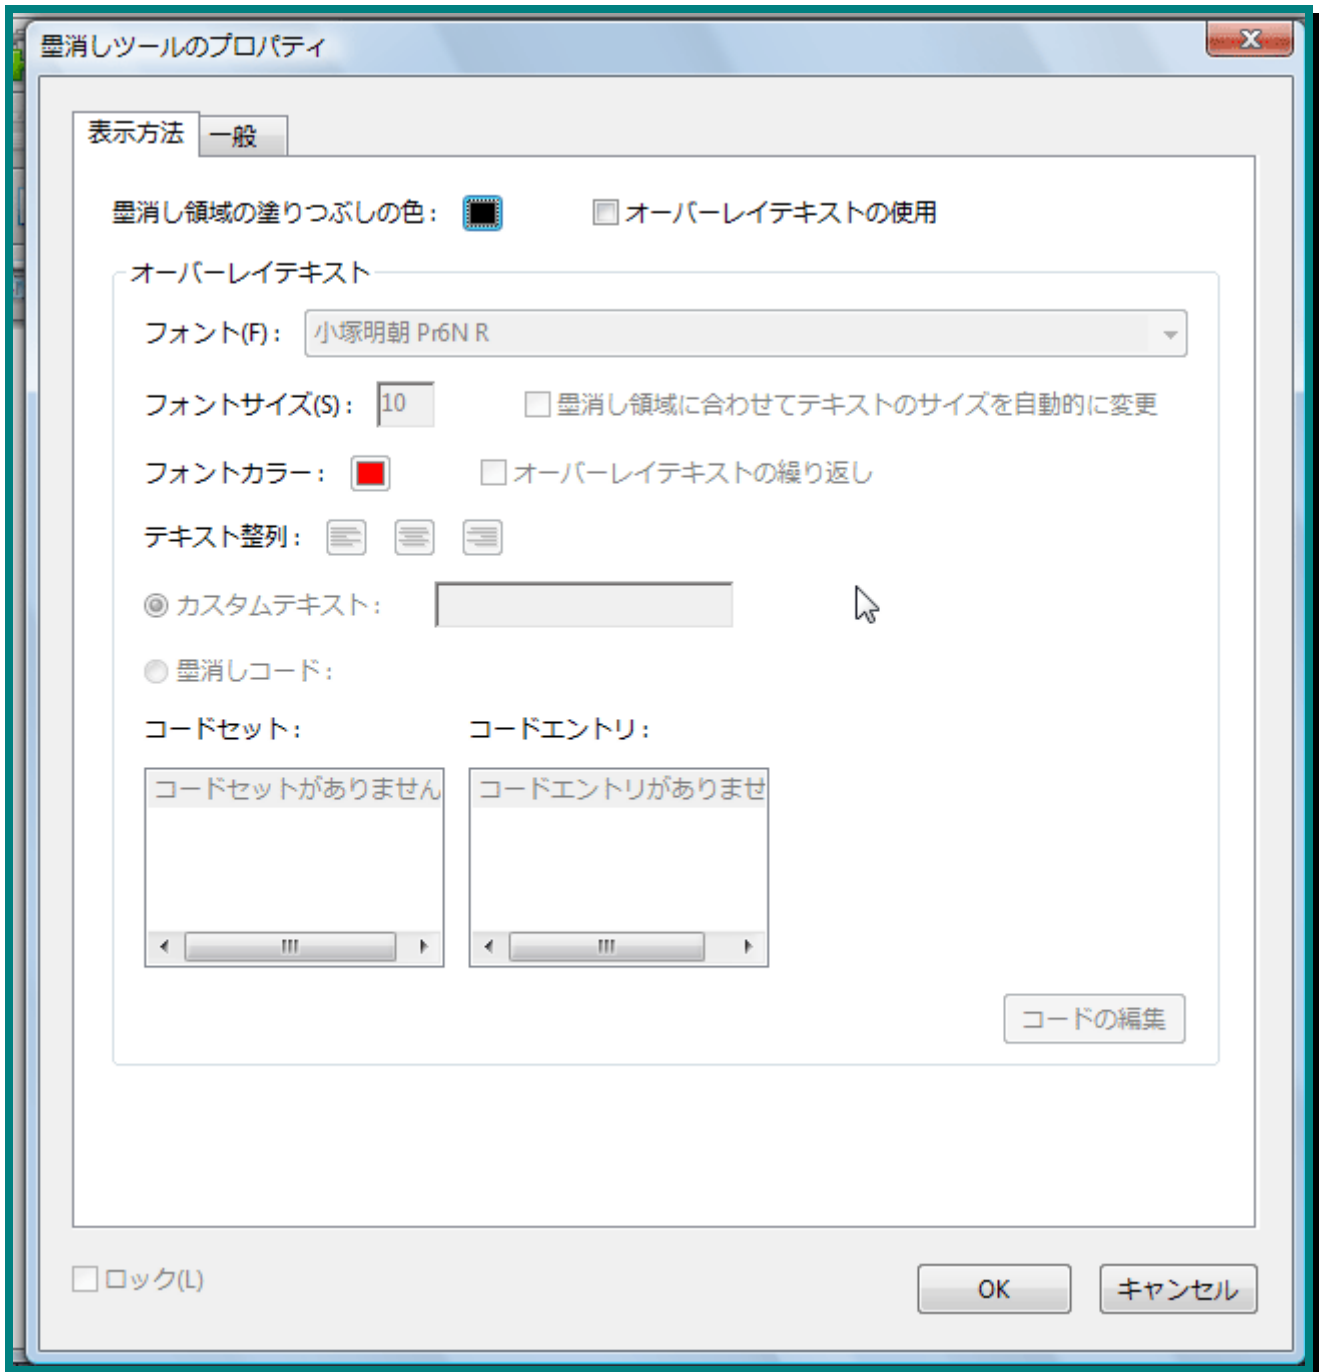 墨消しツールのプロパティ
表示方法 一般
墨消し領域の塗りつぶしの色: オーバーレイテキストの使用
オーバーレイテキスト
フォント(F): 小塚明朝 Pr6N R
フォントサイズ(S): 10 墨消し領域に合わせてテキストのサイズを自動的に変更
フォントカラー: オーバーレイテキストの繰り返し
テキスト整列:
カスタムテキスト:
墨消しコード:
コードセット: コードエントリ:
コードセットがありません コードエントリがありませ
コードの編集
ロック(L) OK キャンセル